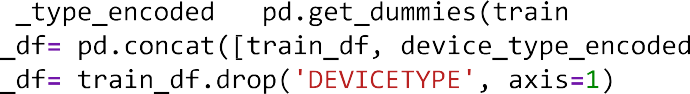 _type_encoded pd.get_dummies(train
_df= pd.concat([train_df, device_type_encoded
_df= train_df.drop('DEVICETYPE', axis=1)